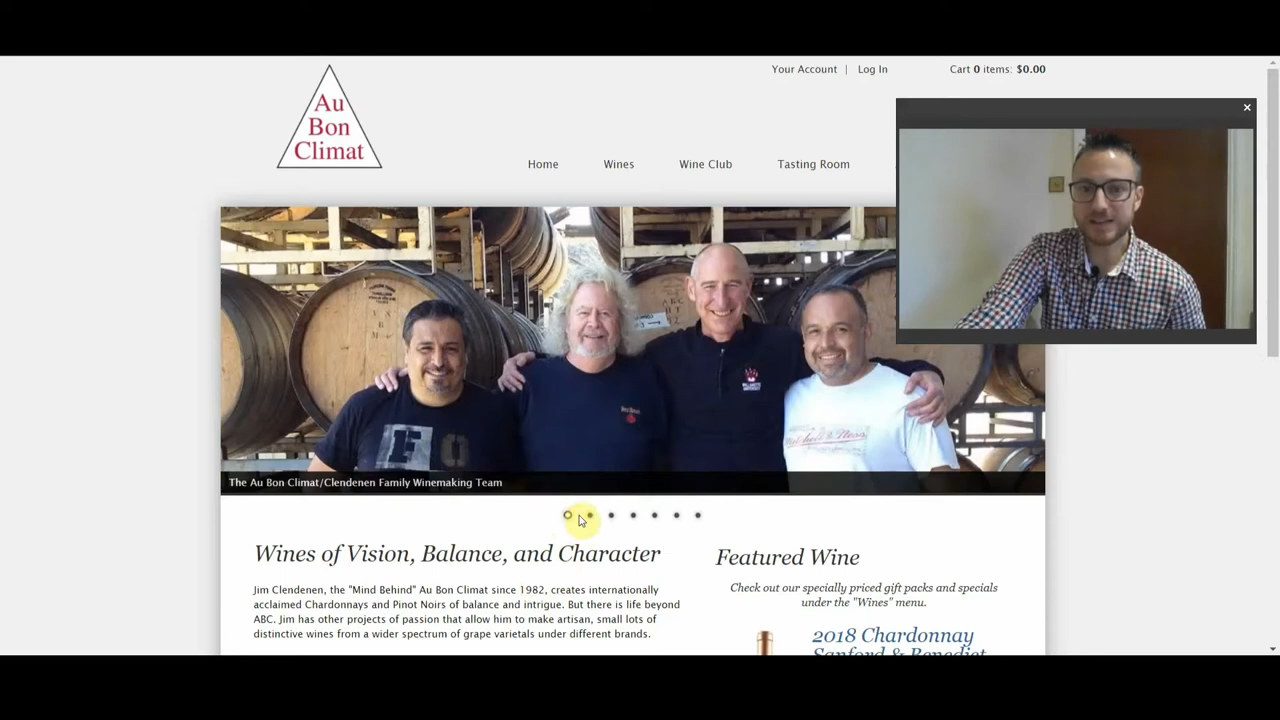 Au
Bon
Climat
Your Account | Log In
Cart 0 items: $0.00
Home
Wines
Wine Club
Tasting Room
The Au Bon Climat/Clendenen Family Winemaking Team
Wines of Vision, Balance, and Character
Jim Clendenen, the "Mind Behind" Au Bon Climat since 1982, creates internationally
acclaimed Chardonnays and Pinot Noirs of balance and intrigue. But there is life beyond
ABC. Jim has other projects of passion that allow him to make artisan, small lots of
distinctive wines from a wider spectrum of grape varietals under different brands.
Featured Wine
Check out our specially priced gift packs and specials
under the "Wines" menu.
2018 Chardonnay
Sanford & Benedict